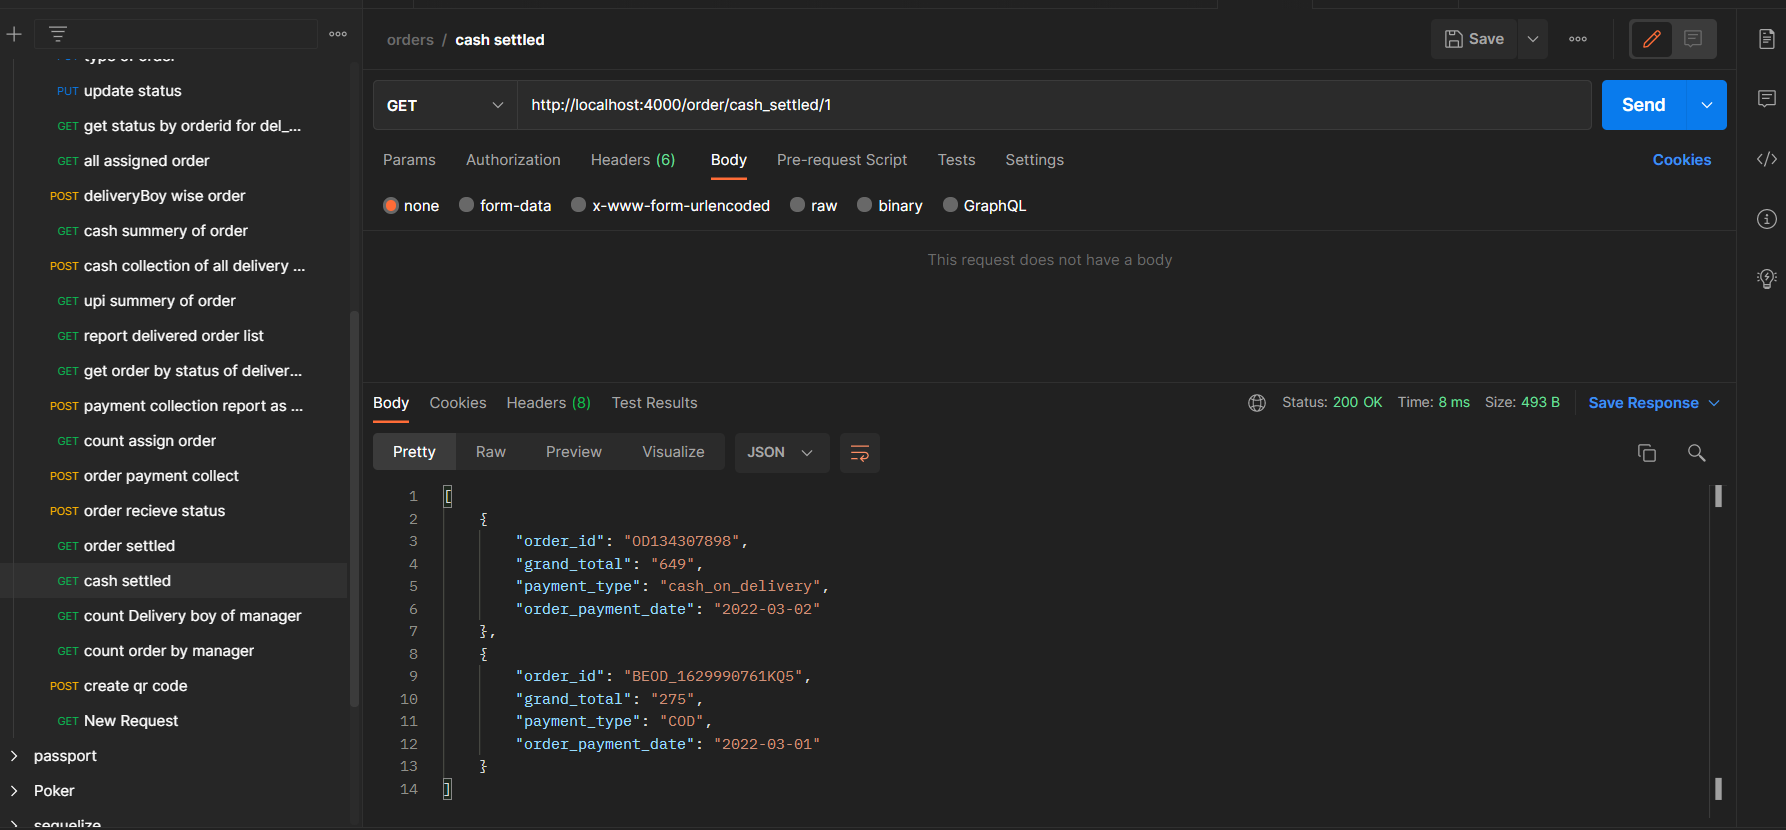 type of order
PUT update status
GET get status by orderid for del_...
GET all assigned order
POST deliveryBoy wise order
GET cash summery of order
POST cash collection of all delivery ...
GET upi summery of order
GET report delivered order list
GET get order by status of deliver...
POST payment collection report as ...
GET count assign order
POST order payment collect
POST order recieve status
GET order settled
GET cash settled
GET count Delivery boy of manager
GET count order by manager
POST create qr code
GET New Request
passport
Poker
sequelize
orders / cash settled
Save
GET http://localhost:4000/order/cash_settled/1
Send
Params Authorization Headers (6) Body Pre-request Script Tests Settings Cookies
none form-data x-www-form-urlencoded raw binary GraphQL
This request does not have a body
Body Cookies Headers (8) Test Results Status: 200 OK Time: 8 ms Size: 493 B Save Response
Pretty Raw Preview Visualize JSON
1 [
2 {
3 "order_id": "OD134307898",
4 "grand_total": "649",
5 "payment_type": "cash_on_delivery",
6 "order_payment_date": "2022-03-02"
7 },
8 {
9 "order_id": "BEOD_1629990761KQ5",
10 "grand_total": "275",
11 "payment_type": "COD",
12 "order_payment_date": "2022-03-01"
13 }
14 ]